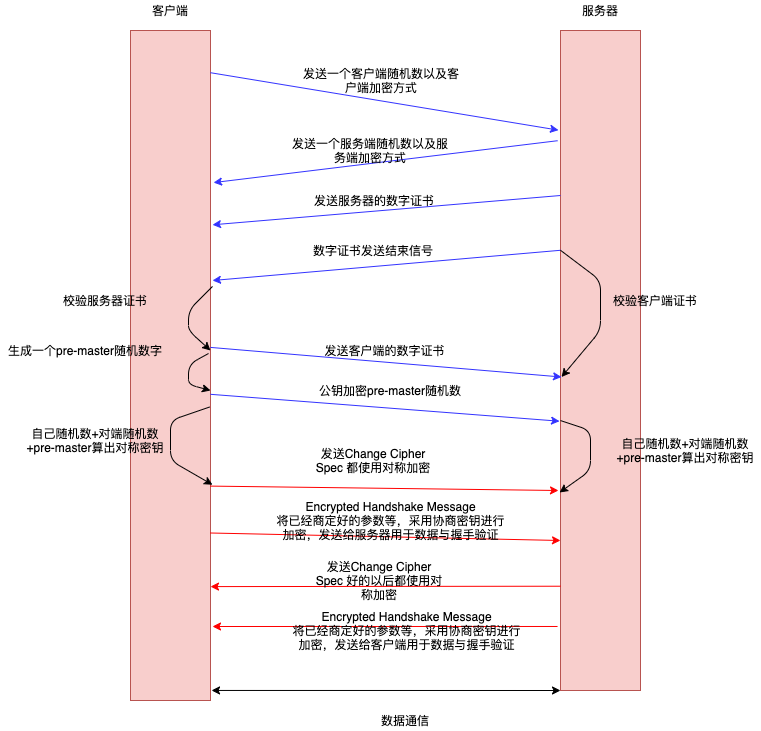 客户端
服务器
发送一个客户端随机数以及客
户端加密方式
发送一个服务端随机数以及服
务端加密方式
发送服务器的数字证书
数字证书发送结束信号
校验服务器证书
校验客户端证书
生成一个pre-master随机数字
发送客户端的数字证书
公钥加密pre-master随机数
自己随机数+对端随机数
+pre-master算出对称密钥
自己随机数+对端随机数
+pre-master算出对称密钥
发送Change Cipher
Spec 都使用对称加密
Encrypted Handshake Message
将已经商定好的参数等，采用协商密钥进行
加密，发送给服务器用于数据与握手验证
发送Change Cipher
Spec 好的以后都使用对
称加密
Encrypted Handshake Message
将已经商定好的参数等，采用协商密钥进行
加密，发送给客户端用于数据与握手验证
数据通信